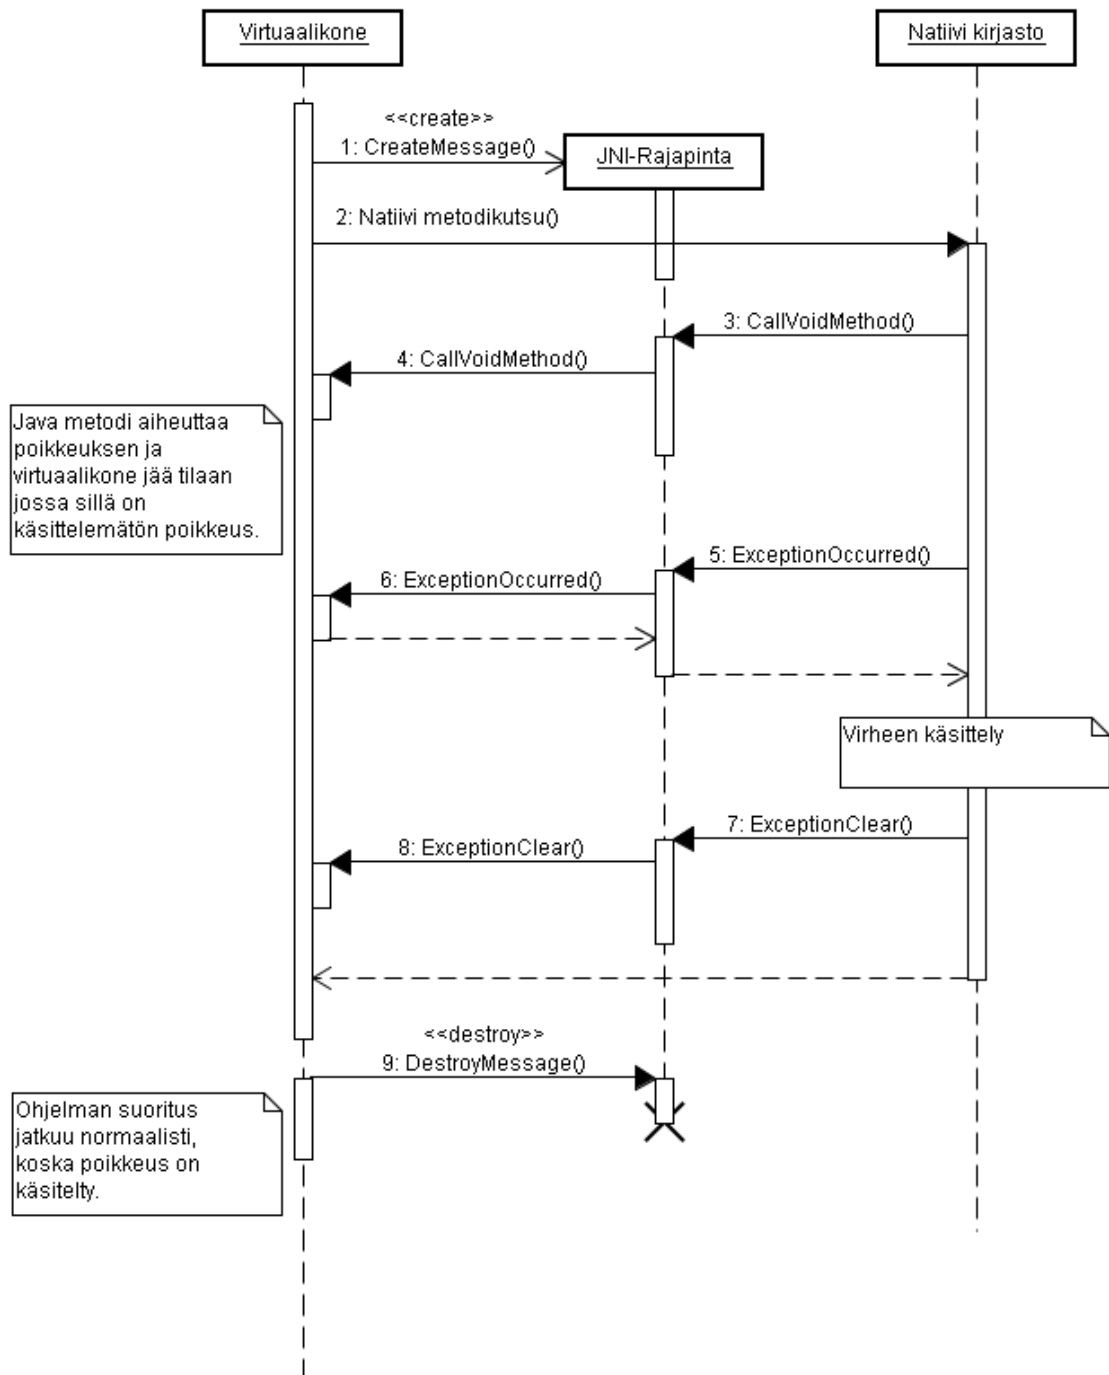 Virtuaalikone
Natiivi kirjasto
<<create>>
1: CreateMessage()
JNI-Rajapinta
2: Natiivi metodikutsu()
3: CallVoidMethod()
4: CallVoidMethod()
Java metodi aiheuttaa
poikkeuksen ja
virtuaalikone jää tilaan
jossa sillä on
käsittelemätön poikkeus.
5: ExceptionOccurred()
6: ExceptionOccurred()
Virheen käsittely
7: ExceptionClear()
8: ExceptionClear()
<<destroy>>
9: DestroyMessage()
Ohjelman suoritus
jatkuu normaalisti,
koska poikkeus on
käsitelty.